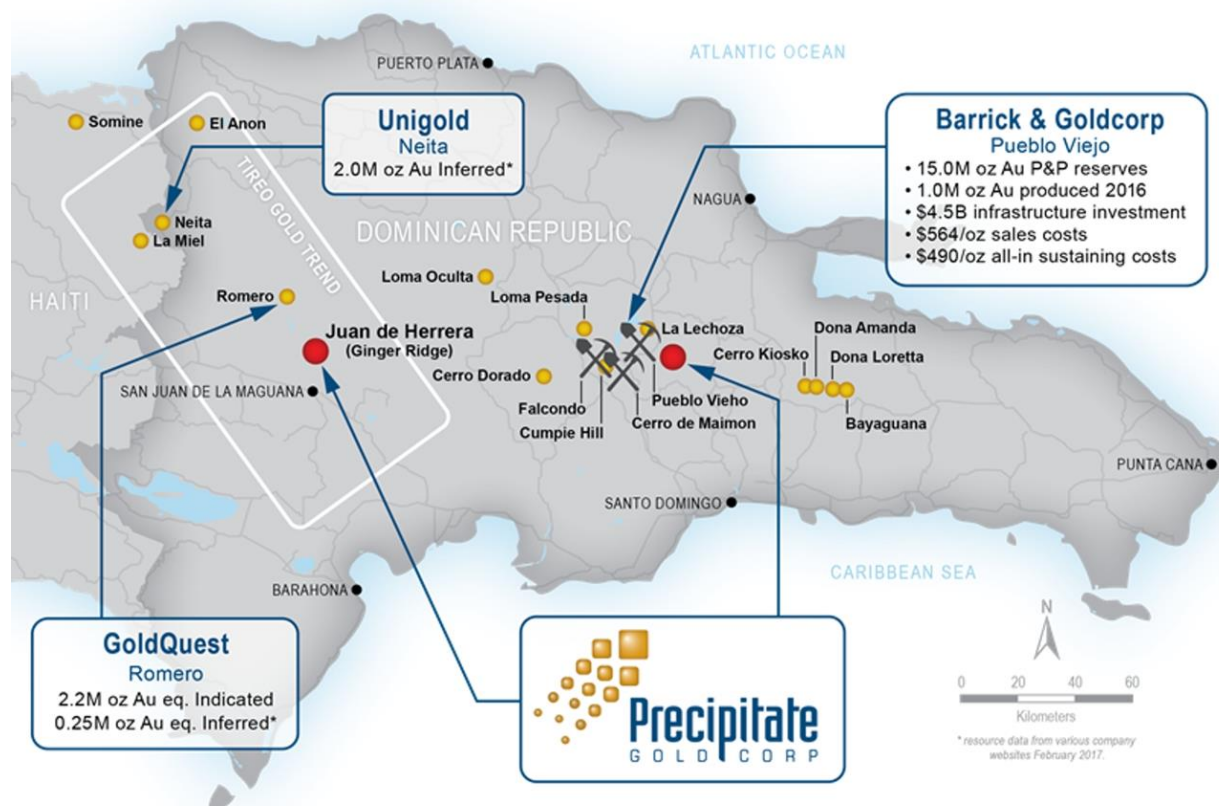 ATLANTIC OCEAN
PUERTO PLATA
Somine
El Anon
Unigold
Neita
2.0M oz Au Inferred*
Barrick & Goldcorp
Pueblo Viejo
• 15.0M oz Au P&P reserves
• 1.0M oz Au produced 2016
• $4.5B infrastructure investment
• $564/oz sales costs
• $490/oz all-in sustaining costs
TIREO GOLD TREND
NAGUA
Neita
La Miel
DOMINICAN REPUBLIC
HAITI
Loma Oculta
Romero
Loma Pesada
Juan de Herrera
(Ginger Ridge)
La Lechoza
Dona Amanda
Cerro Kiosko
Dona Loretta
SAN JUAN DE LA MAGUANA
Cerro Dorado
Falcondo
Pueblo Vieho
Cumpie Hill
Cerro de Maimon
Bayaguana
PUNTA CANA
SANTO DOMINGO
CARIBBEAN SEA
BARAHONA
GoldQuest
Romero
2.2M oz Au eq. Indicated
0.25M oz Au eq. Inferred*
Precipitate
GOLD CORP
N
0 20 40 60
Kilometers
* resource data from various company
websites February 2017.